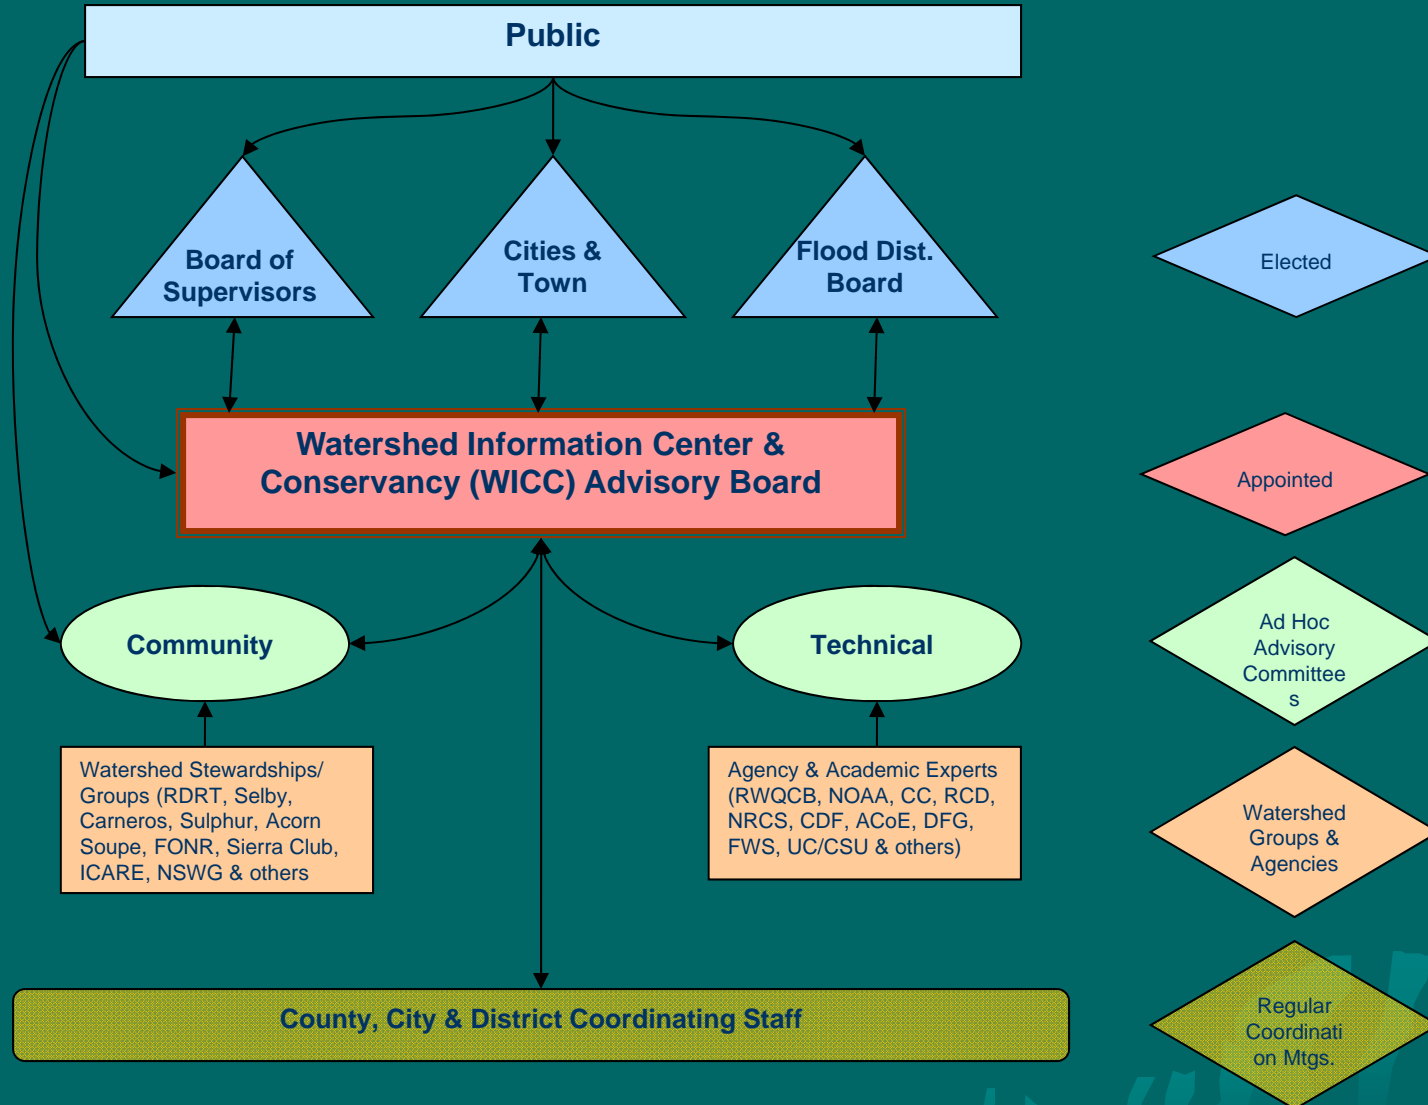 Public
Board of
Supervisors
Cities &
Town
Flood Dist.
Board
Elected
Watershed Information Center &
Conservancy (WICC) Advisory Board
Appointed
Community
Technical
Ad Hoc
Advisory
Committee
s
Watershed Stewardships/
Groups (RDRT, Selby,
Carneros, Sulphur, Acorn
Soupe, FONR, Sierra Club,
ICARE, NSWG & others
Agency & Academic Experts
(RWQCB, NOAA, CC, RCD,
NRCS, CDF, ACoE, DFG,
FWS, UC/CSU & others)
Watershed
Groups &
Agencies
County, City & District Coordinating Staff
Regular
Coordinati
on Mtgs.